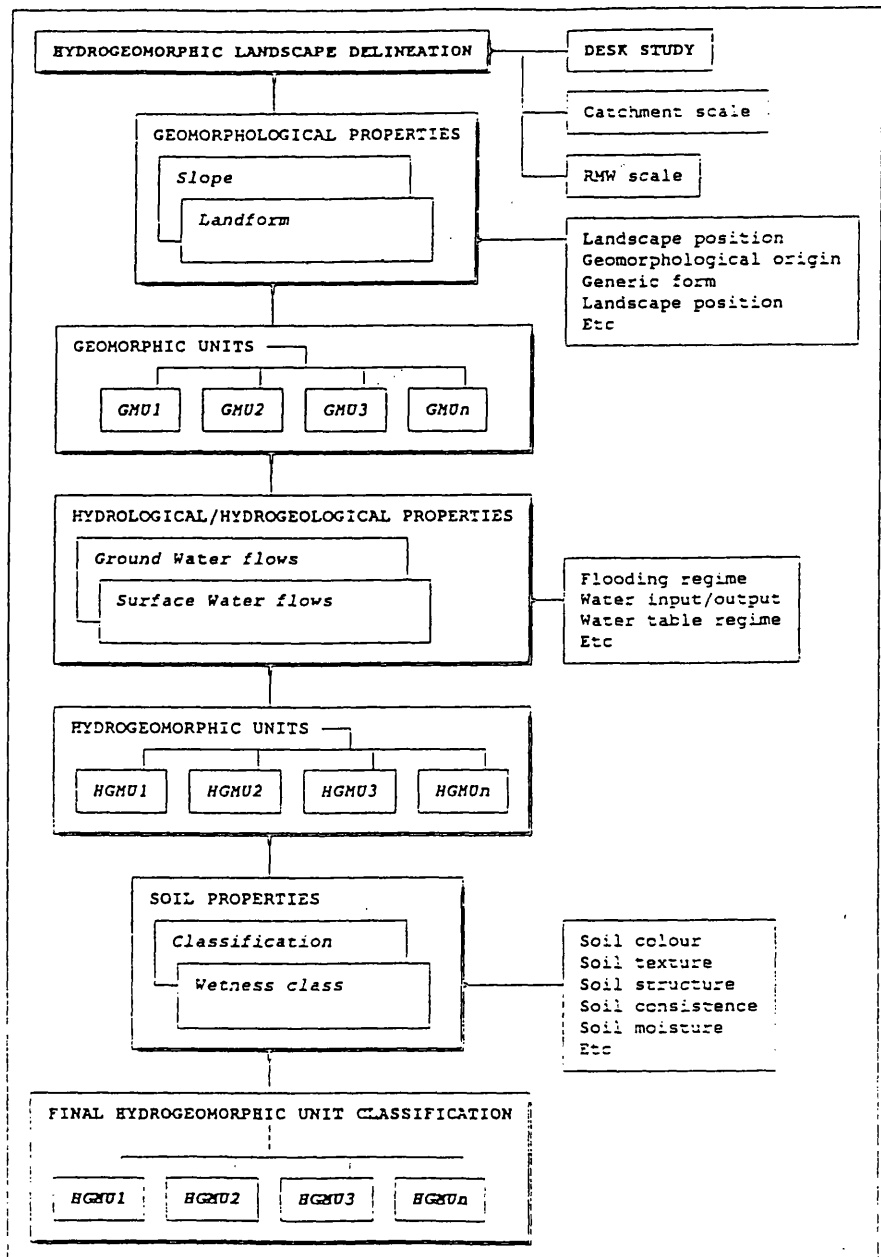 HYDROGEOMORPHIC LANDSCAPE DELINEATION
DESK STUDY
Catchment scale
RMW scale
GEOMORPHOLOGICAL PROPERTIES
Slope
Landform
Landscape position
Geomorphological origin
Generic form
Landscape position
Etc
GEOMORPHIC UNITS
GMU1
GMU2
GMU3
GMUn
HYDROLOGICAL/HYDROGEOLOGICAL PROPERTIES
Ground Water flows
Surface Water flows
Flooding regime
Water input/output
Water table regime
Etc
HYDROGEOMORPHIC UNITS
HGMU1
HGMU2
HGMU3
HGMUn
SOIL PROPERTIES
Classification
Wetness class
Soil colour
Soil texture
Soil structure
Soil consistence
Soil moisture
Etc
FINAL HYDROGEOMORPHIC UNIT CLASSIFICATION
HGMU1
HGMU2
HGMU3
HGMUn